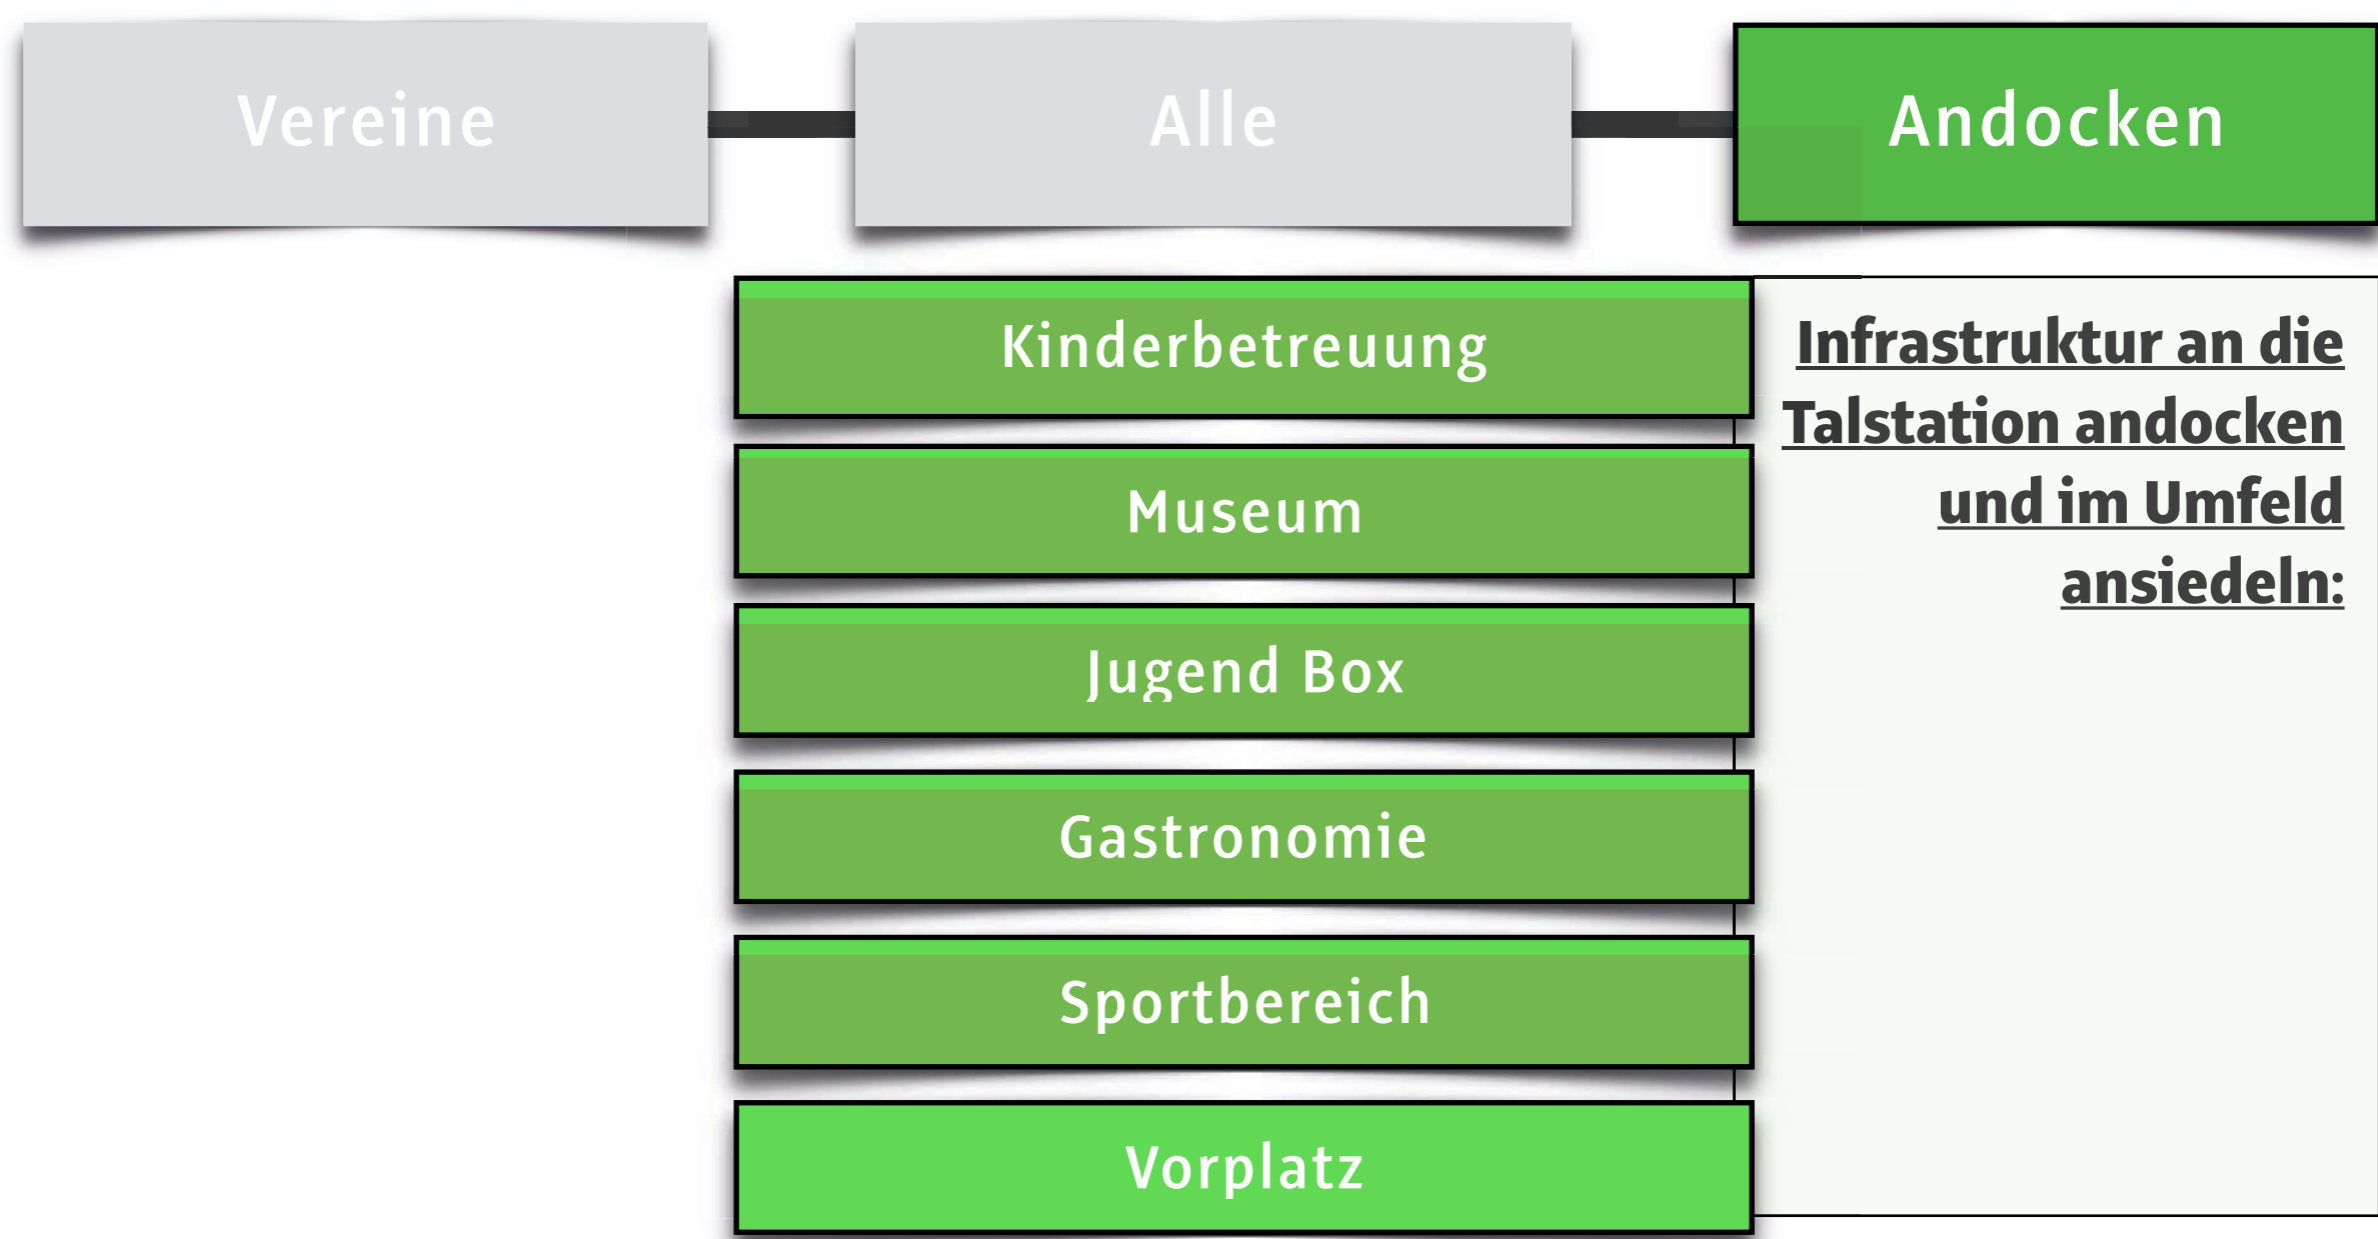 Vereine
Alle
Andocken
Kinderbetreuung
Museum
Jugend Box
Gastronomie
Sportbereich
Vorplatz
Infrastruktur an die
Talstation andocken
und im Umfeld
ansiedeln: